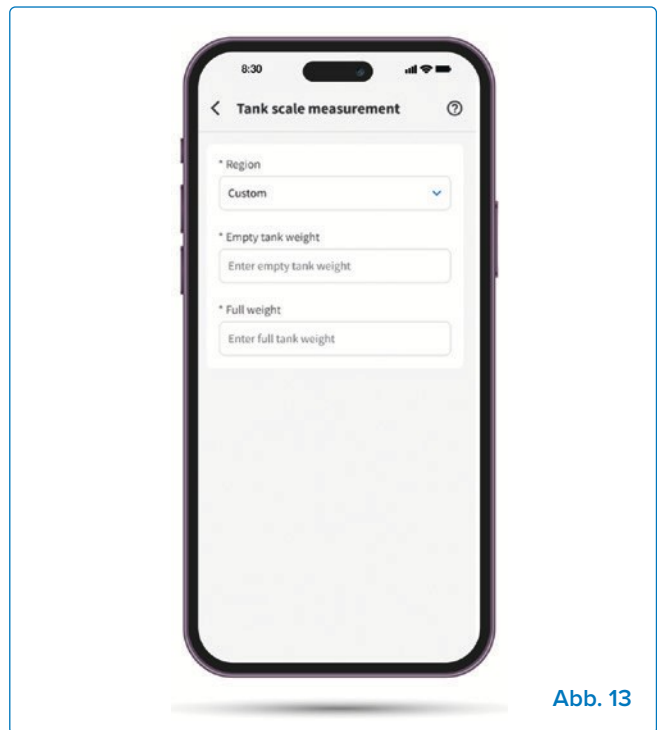 8:30
Tank scale measurement
* Region
Custom
* Empty tank weight
Enter empty tank weight
* Full weight
Enter full tank weight
Abb. 13